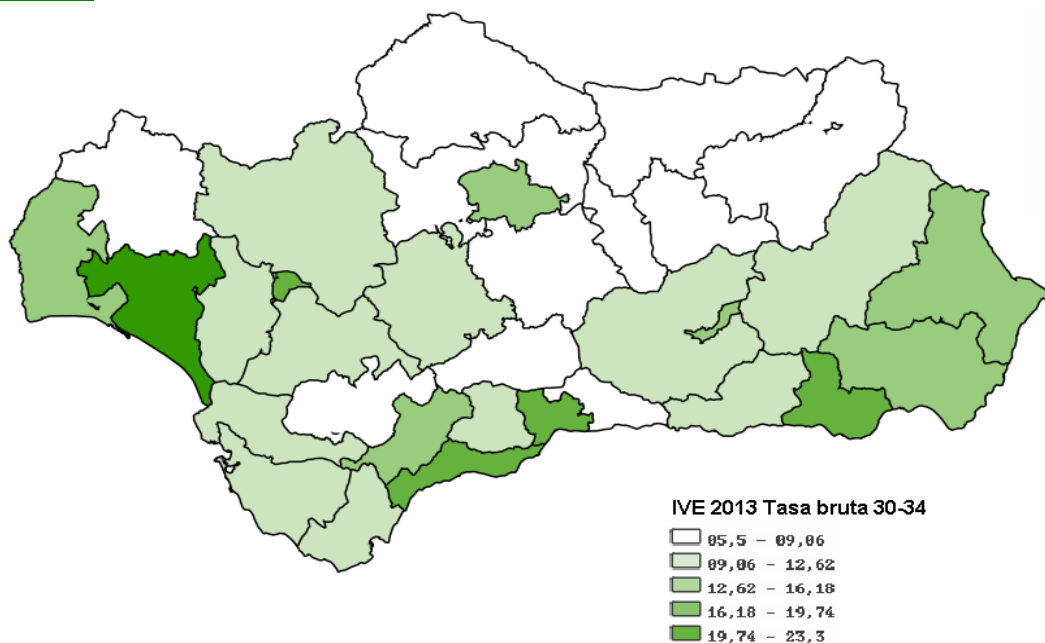 IVE 2013 Tasa bruta 30-34
05,5 - 09,06
09,06 - 12,62
12,62 - 16,18
16,18 - 19,74
19,74 - 23,3